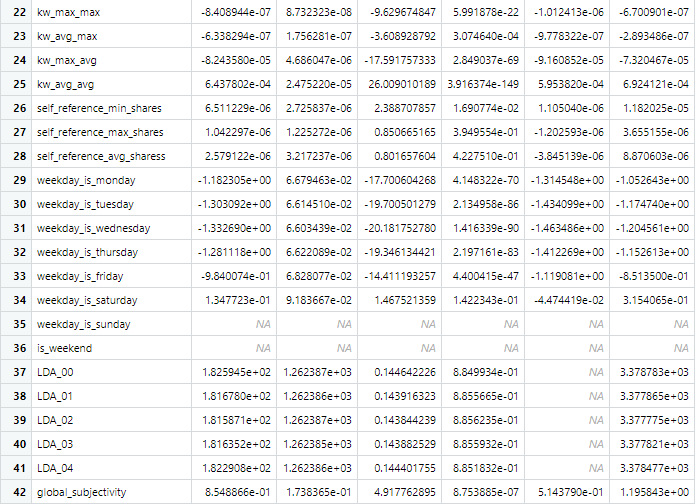 22 kw_max_max -8.408944e-07 8.732323e-08 -9.629674847 5.991878e-22 -1.012413e-06 -6.700901e-07
23 kw_avg_max -6.338294e-07 1.756281e-07 -3.608928792 3.074640e-04 -9.778322e-07 -2.893486e-07
24 kw_max_avg -8.243580e-05 4.686046e-06 -17.591757333 2.849037e-69 -9.160852e-05 -7.320467e-05
25 kw_avg_avg 6.437802e-04 2.475220e-05 26.009010189 3.916374e-149 5.953820e-04 6.924121e-04
26 self_reference_min_shares 6.511229e-06 2.725837e-06 2.388707857 1.690774e-02 1.105040e-06 1.182025e-05
27 self_reference_max_shares 1.042297e-06 1.225272e-06 0.850665165 3.949554e-01 -1.202593e-06 3.655155e-06
28 self_reference_avg_sharess 2.579122e-06 3.217237e-06 0.801657604 4.227510e-01 -3.845139e-06 8.870603e-06
29 weekday_is_monday -1.182305e+00 6.679463e-02 -17.700604268 4.148322e-70 -1.314548e+00 -1.052643e+00
30 weekday_is_tuesday -1.303092e+00 6.614510e-02 -19.700501279 2.134958e-86 -1.434099e+00 -1.174740e+00
31 weekday_is_wednesday -1.332690e+00 6.603439e-02 -20.181752780 1.416339e-90 -1.463486e+00 -1.204561e+00
32 weekday_is_thursday -1.281118e+00 6.622089e-02 -19.346134421 2.197161e-83 -1.412269e+00 -1.152613e+00
33 weekday_is_friday -9.840074e-01 6.828077e-02 -14.411193257 4.400415e-47 -1.119081e+00 -8.513500e-01
34 weekday_is_saturday 1.347723e-01 9.183667e-02 1.467521359 1.422343e-01 -4.474419e-02 3.154065e-01
35 weekday_is_sunday NA NA NA NA NA NA
36 is_weekend NA NA NA NA NA NA
37 LDA_00 1.825945e+02 1.262387e+03 0.144642226 8.849934e-01 NA 3.378783e+03
38 LDA_01 1.816780e+02 1.262386e+03 0.143916323 8.855665e-01 NA 3.377865e+03
39 LDA_02 1.815871e+02 1.262386e+03 0.143844239 8.856235e-01 NA 3.377775e+03
40 LDA_03 1.816352e+02 1.262385e+03 0.143882529 8.855932e-01 NA 3.377821e+03
41 LDA_04 1.822908e+02 1.262386e+03 0.144401755 8.851832e-01 NA 3.378477e+03
42 global_subjectivity 8.548866e-01 1.738365e-01 4.917762895 8.753885e-07 5.143790e-01 1.195843e+00